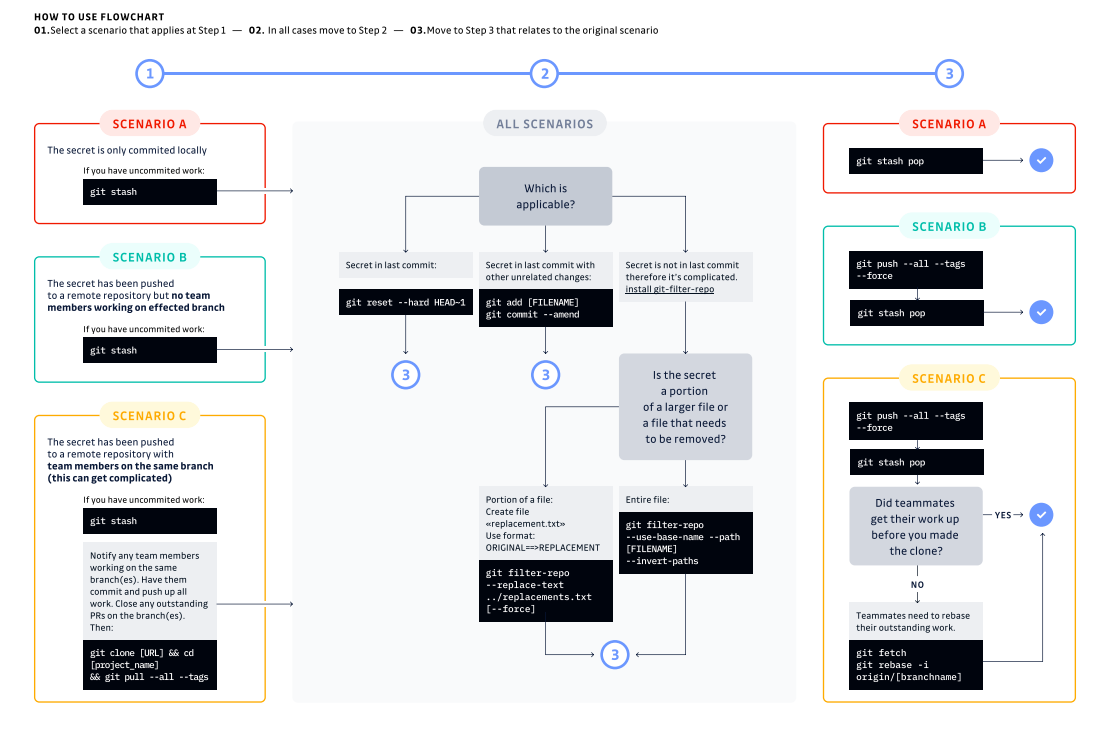 HOW TO USE FLOWCHART
01.Select a scenario that applies at Step 1 — 02. In all cases move to Step 2 — 03.Move to Step 3 that relates to the original scenario
1
2
3
SCENARIO A
The secret is only commited locally
If you have uncommited work:
git stash
SCENARIO B
The secret has been pushed
to a remote repository but no team
members working on effected branch
If you have uncommited work:
git stash
SCENARIO C
The secret has been pushed
to a remote repository with
team members on the same branch
(this can get complicated)
If you have uncommited work:
git stash
Notify any team members
working on the same
branch(es). Have them
commit and push up all
work. Close any outstanding
PRs on the branch(es).
Then:
git clone [URL] && cd
[project_name]
&& git pull --all --tags
ALL SCENARIOS
Which is
applicable?
Secret in last commit:
git reset --hard HEAD~1
3
Secret in last commit with
other unrelated changes:
git add [FILENAME]
git commit --amend
3
Secret is not in last commit
therefore it's complicated.
install git-filter-repo
Is the secret
a portion
of a larger file or
a file that needs
to be removed?
Portion of a file:
Create file
«replacement.txt»
Use format:
ORIGINAL==>REPLACEMENT
git filter-repo
--replace-text
../replacements.txt
[--force]
Entire file:
git filter-repo
--use-base-name --path
[FILENAME]
--invert-paths
3
SCENARIO A
git stash pop
SCENARIO B
git push --all --tags
--force
git stash pop
SCENARIO C
git push --all --tags
--force
git stash pop
Did teammates
get their work up
before you made
the clone?
YES
NO
Teammates need to rebase
their outstanding work.
git fetch
git rebase -i
origin/[branchname]